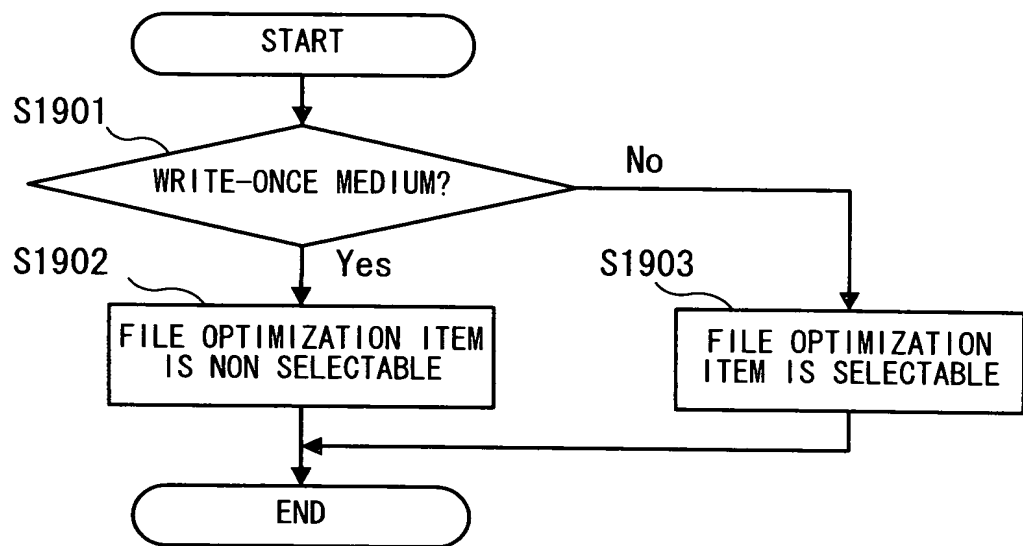 START
S1901
WRITE-ONCE MEDIUM?
No
Yes
S1902
S1903
FILE OPTIMIZATION ITEM
IS NON SELECTABLE
FILE OPTIMIZATION
ITEM IS SELECTABLE
END